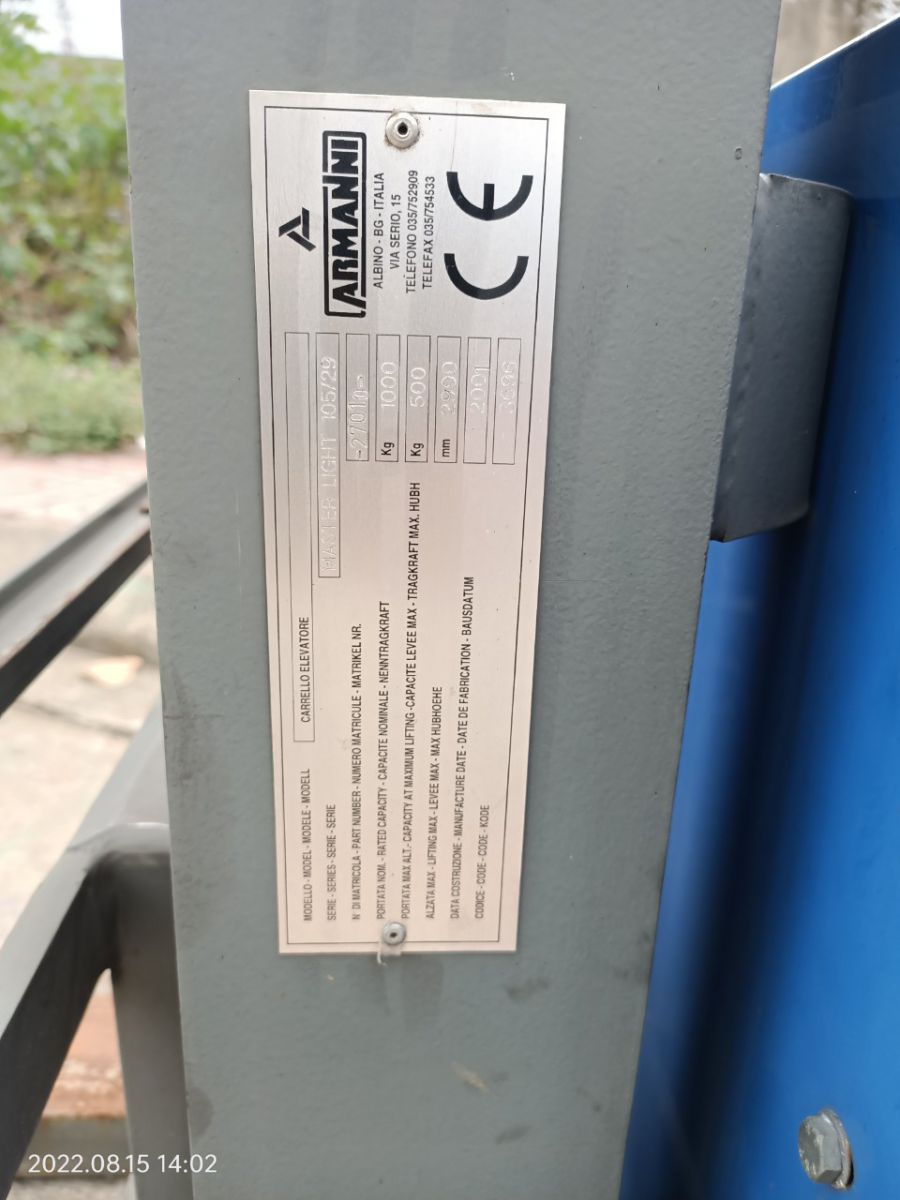 ARMANNI
ALBINO - BG - ITALIA
VIA SERIO, 15
TELEFONO 035/752909
TELEFAX 035/754533
CE
MODELLO - MODEL - MODELE - MODELL CARRELLO ELEVATORE
SERIE - SERIES - SERIE - SERIE MASTER LIGHT 105/29
N° DI MATRICOLA - PART NUMBER - NUMERO MATRICULE - MATRIKEL NR.
PORTATA NOM. - RATED CAPACITY - CAPACITE NOMINALE - NENNTRAGKRAFT Kg 1000
PORTATA MAX ALT.- CAPACITY AT MAXIMUM LIFTING -CAPACITE LEVEE MAX - TRAGKRAFT MAX. HUBH Kg 500
ALZATA MAX - LIFTING MAX - LEVEE MAX - MAX HUBHOEHE mm 2900
DATA COSTRUZIONE - MANUFACTURE DATE - DATE DE FABRICATION - BAUSDATUM 2001
CODICE - CODE - CODE - KODE
2022.08.15 14:02